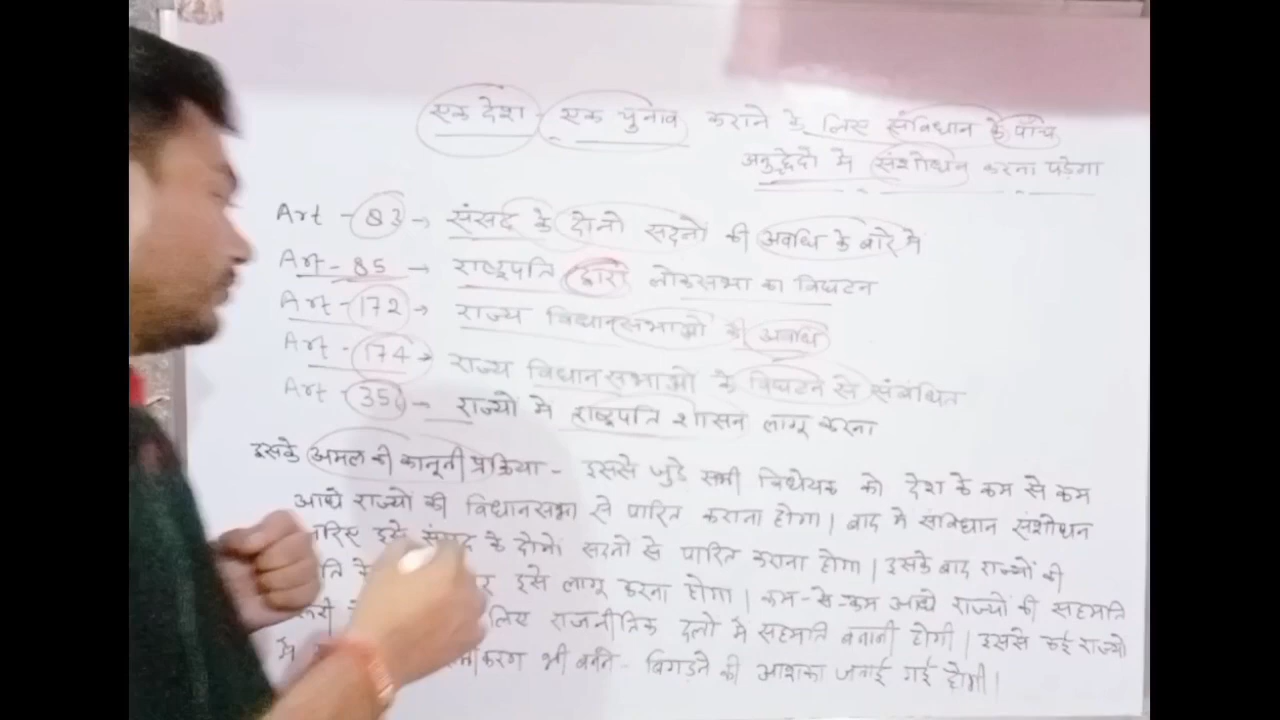 एक देश - एक चुनाव कराने के लिए संविधान के पाँच
अनुच्छेदों में संशोधन करना पड़ेगा
Art - 83 → संसद के दोनों सदनों की अवधि के बारे में
Art - 85 → राष्ट्रपति द्वारा लोकसभा का विघटन
Art - 172 → राज्य विधानसभाओं की अवधि
Art - 174 → राज्य विधानसभाओं के विघटन से संबंधित
Art - 356 → राज्यों में राष्ट्रपति शासन लागू करना
इसके अमल की कानूनी प्रक्रिया - इससे जुड़े सभी विधेयक को देश के कम से कम
आधे राज्यों की विधानसभा से पारित कराना होगा। बाद में संविधान संशोधन
इसे संसद के दोनों सदनों से पारित कराना होगा। इसके बाद राज्यों की
इसे लागू करना होगा। कम-से-कम आधे राज्यों की सहमति
लिए राजनीतिक दलों में सहमति बनानी होगी। इससे कई राज्यों
में भी बनने - बिगड़ने की आशंका जताई गई होगी।